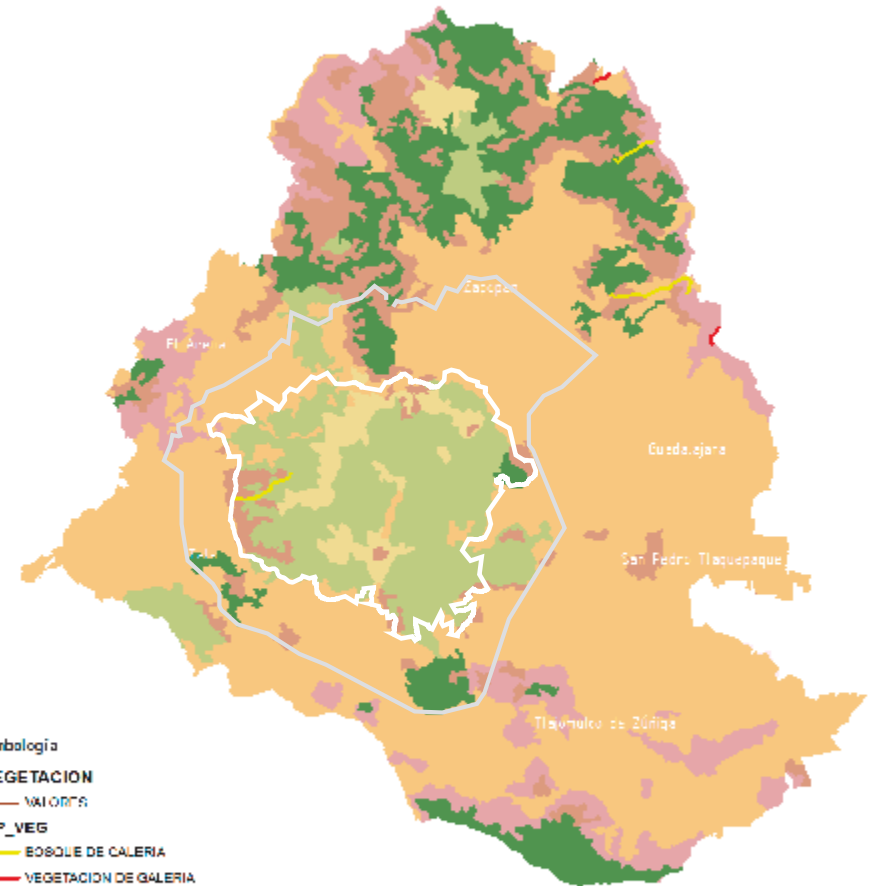 Zapopan
El Arenal
Guadalajara
Tala
San Pedro Tlaquepaque
Tlajomulco de Zúñiga
mbología
EGETACION
VALORES
P_VEG
BOSQUE DE GALERIA
VEGETACION DE GALERIA